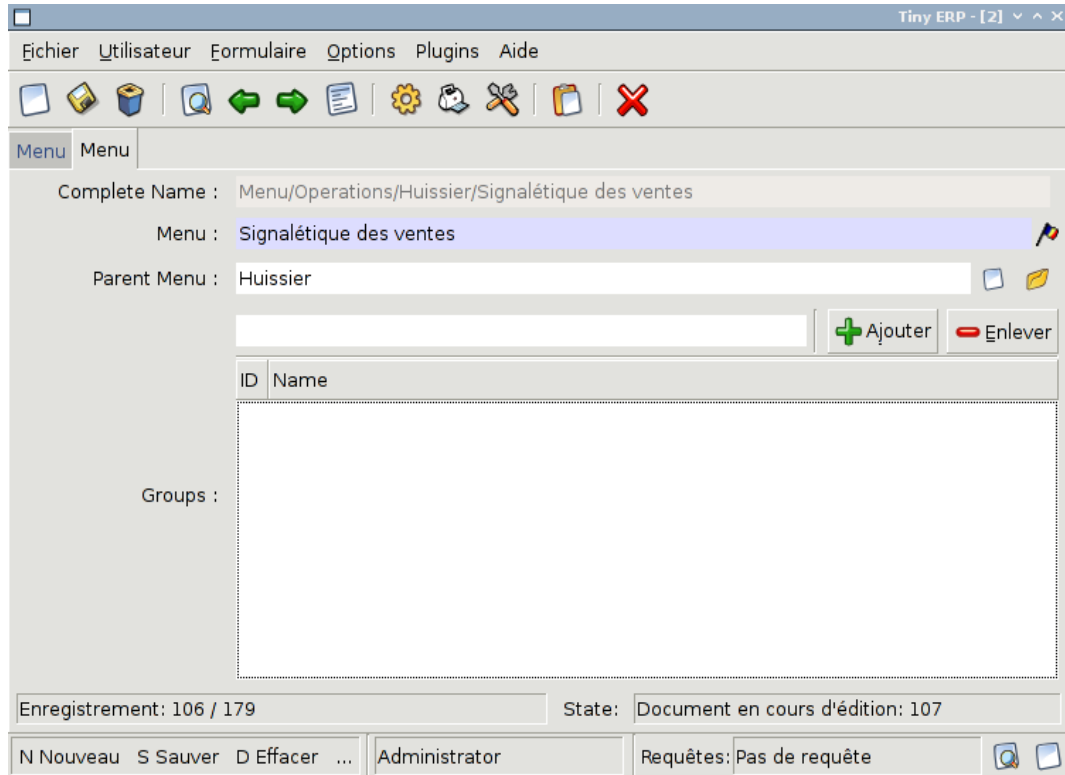 Tiny ERP - [2]
Fichier Utilisateur Formulaire Options Plugins Aide
Menu Menu
Complete Name : Menu/Operations/Huissier/Signalétique des ventes
Menu : Signalétique des ventes
Parent Menu : Huissier
Ajouter Enlever
ID Name
Groups :
Enregistrement: 106 / 179 State: Document en cours d'édition: 107
N Nouveau S Sauver D Effacer ... Administrator Requêtes: Pas de requête